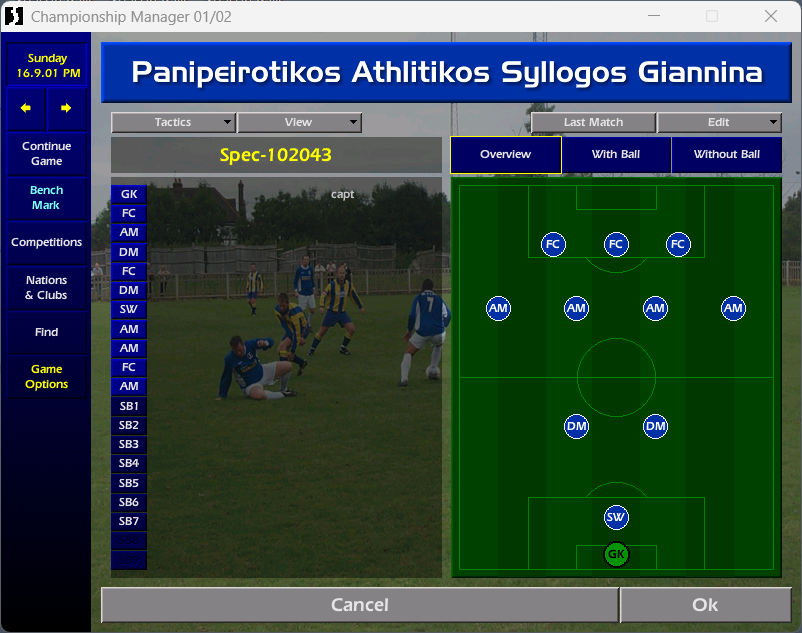 Championship Manager 01/02
Sunday
16.9.01 PM
Panipeirotikos Athlitikos Syllogos Giannina
Continue
Game
Bench
Mark
Competitions
Nations
& Clubs
Find
Game
Options
Tactics
View
Last Match
Edit
Spec-102043
Overview
With Ball
Without Ball
GK
capt
FC
AM
DM
FC
DM
SW
AM
AM
FC
AM
SB1
SB2
SB3
SB4
SB5
SB6
SB7
FC FC FC
AM AM AM AM
DM DM
SW
GK
7
Cancel
Ok